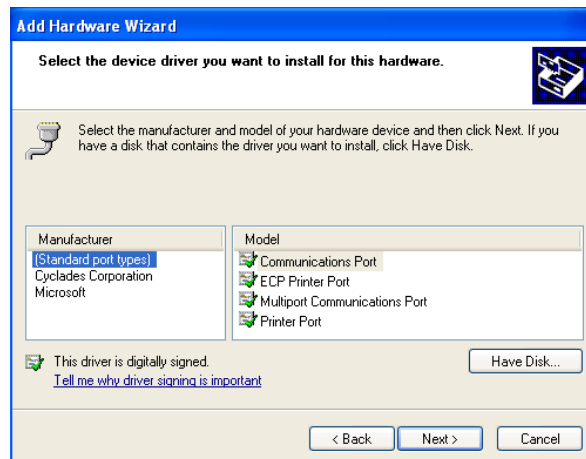 Add Hardware Wizard
Select the device driver you want to install for this hardware.
Select the manufacturer and model of your hardware device and then click Next. If you
have a disk that contains the driver you want to install, click Have Disk.
Manufacturer
(Standard port types)
Cyclades Corporation
Microsoft
Model
Communications Port
ECP Printer Port
Multiport Communications Port
Printer Port
This driver is digitally signed.
Tell me why driver signing is important
Have Disk...
< Back
Next >
Cancel